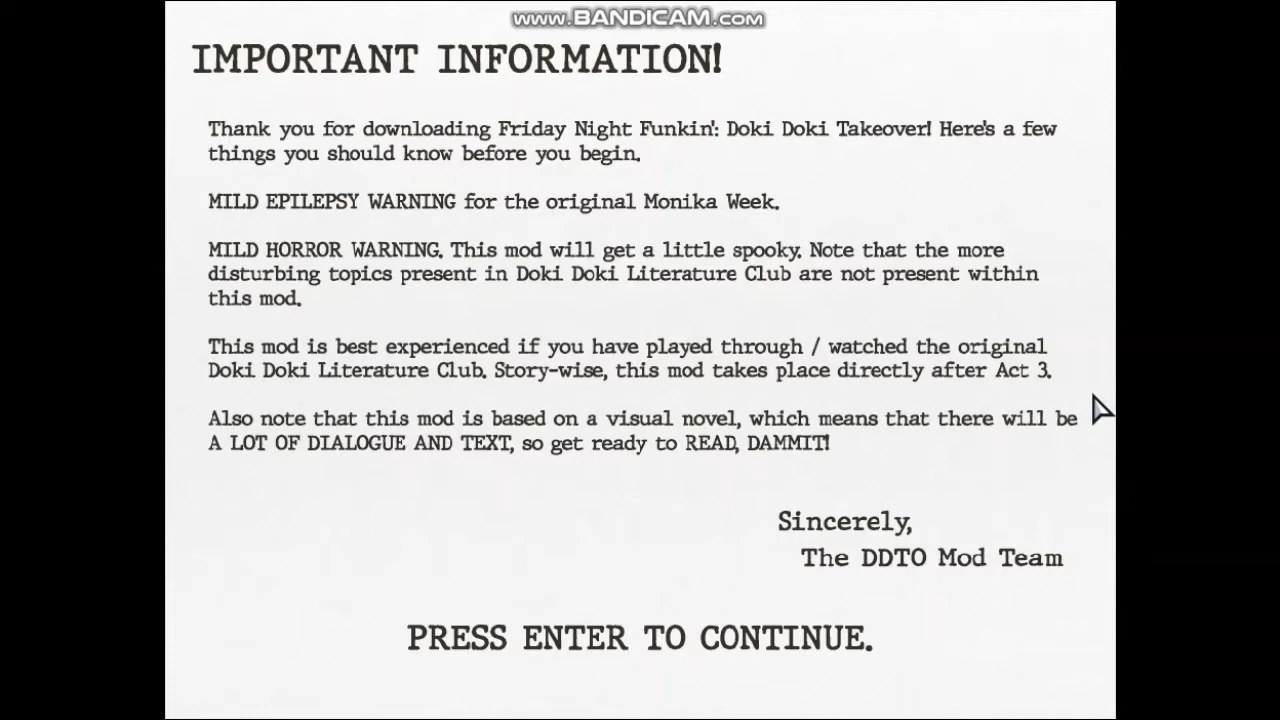 www.BANDICAM.com
IMPORTANT INFORMATION!
Thank you for downloading Friday Night Funkin': Doki Doki Takeover! Here's a few
things you should know before you begin.
MILD EPILEPSY WARNING for the original Monika Week.
MILD HORROR WARNING. This mod will get a little spooky. Note that the more
disturbing topics present in Doki Doki Literature Club are not present within
this mod.
This mod is best experienced if you have played through / watched the original
Doki Doki Literature Club. Story-wise, this mod takes place directly after Act 3.
Also note that this mod is based on a visual novel, which means that there will be
A LOT OF DIALOGUE AND TEXT, so get ready to READ, DAMMIT!
Sincerely,
The DDTO Mod Team
PRESS ENTER TO CONTINUE.